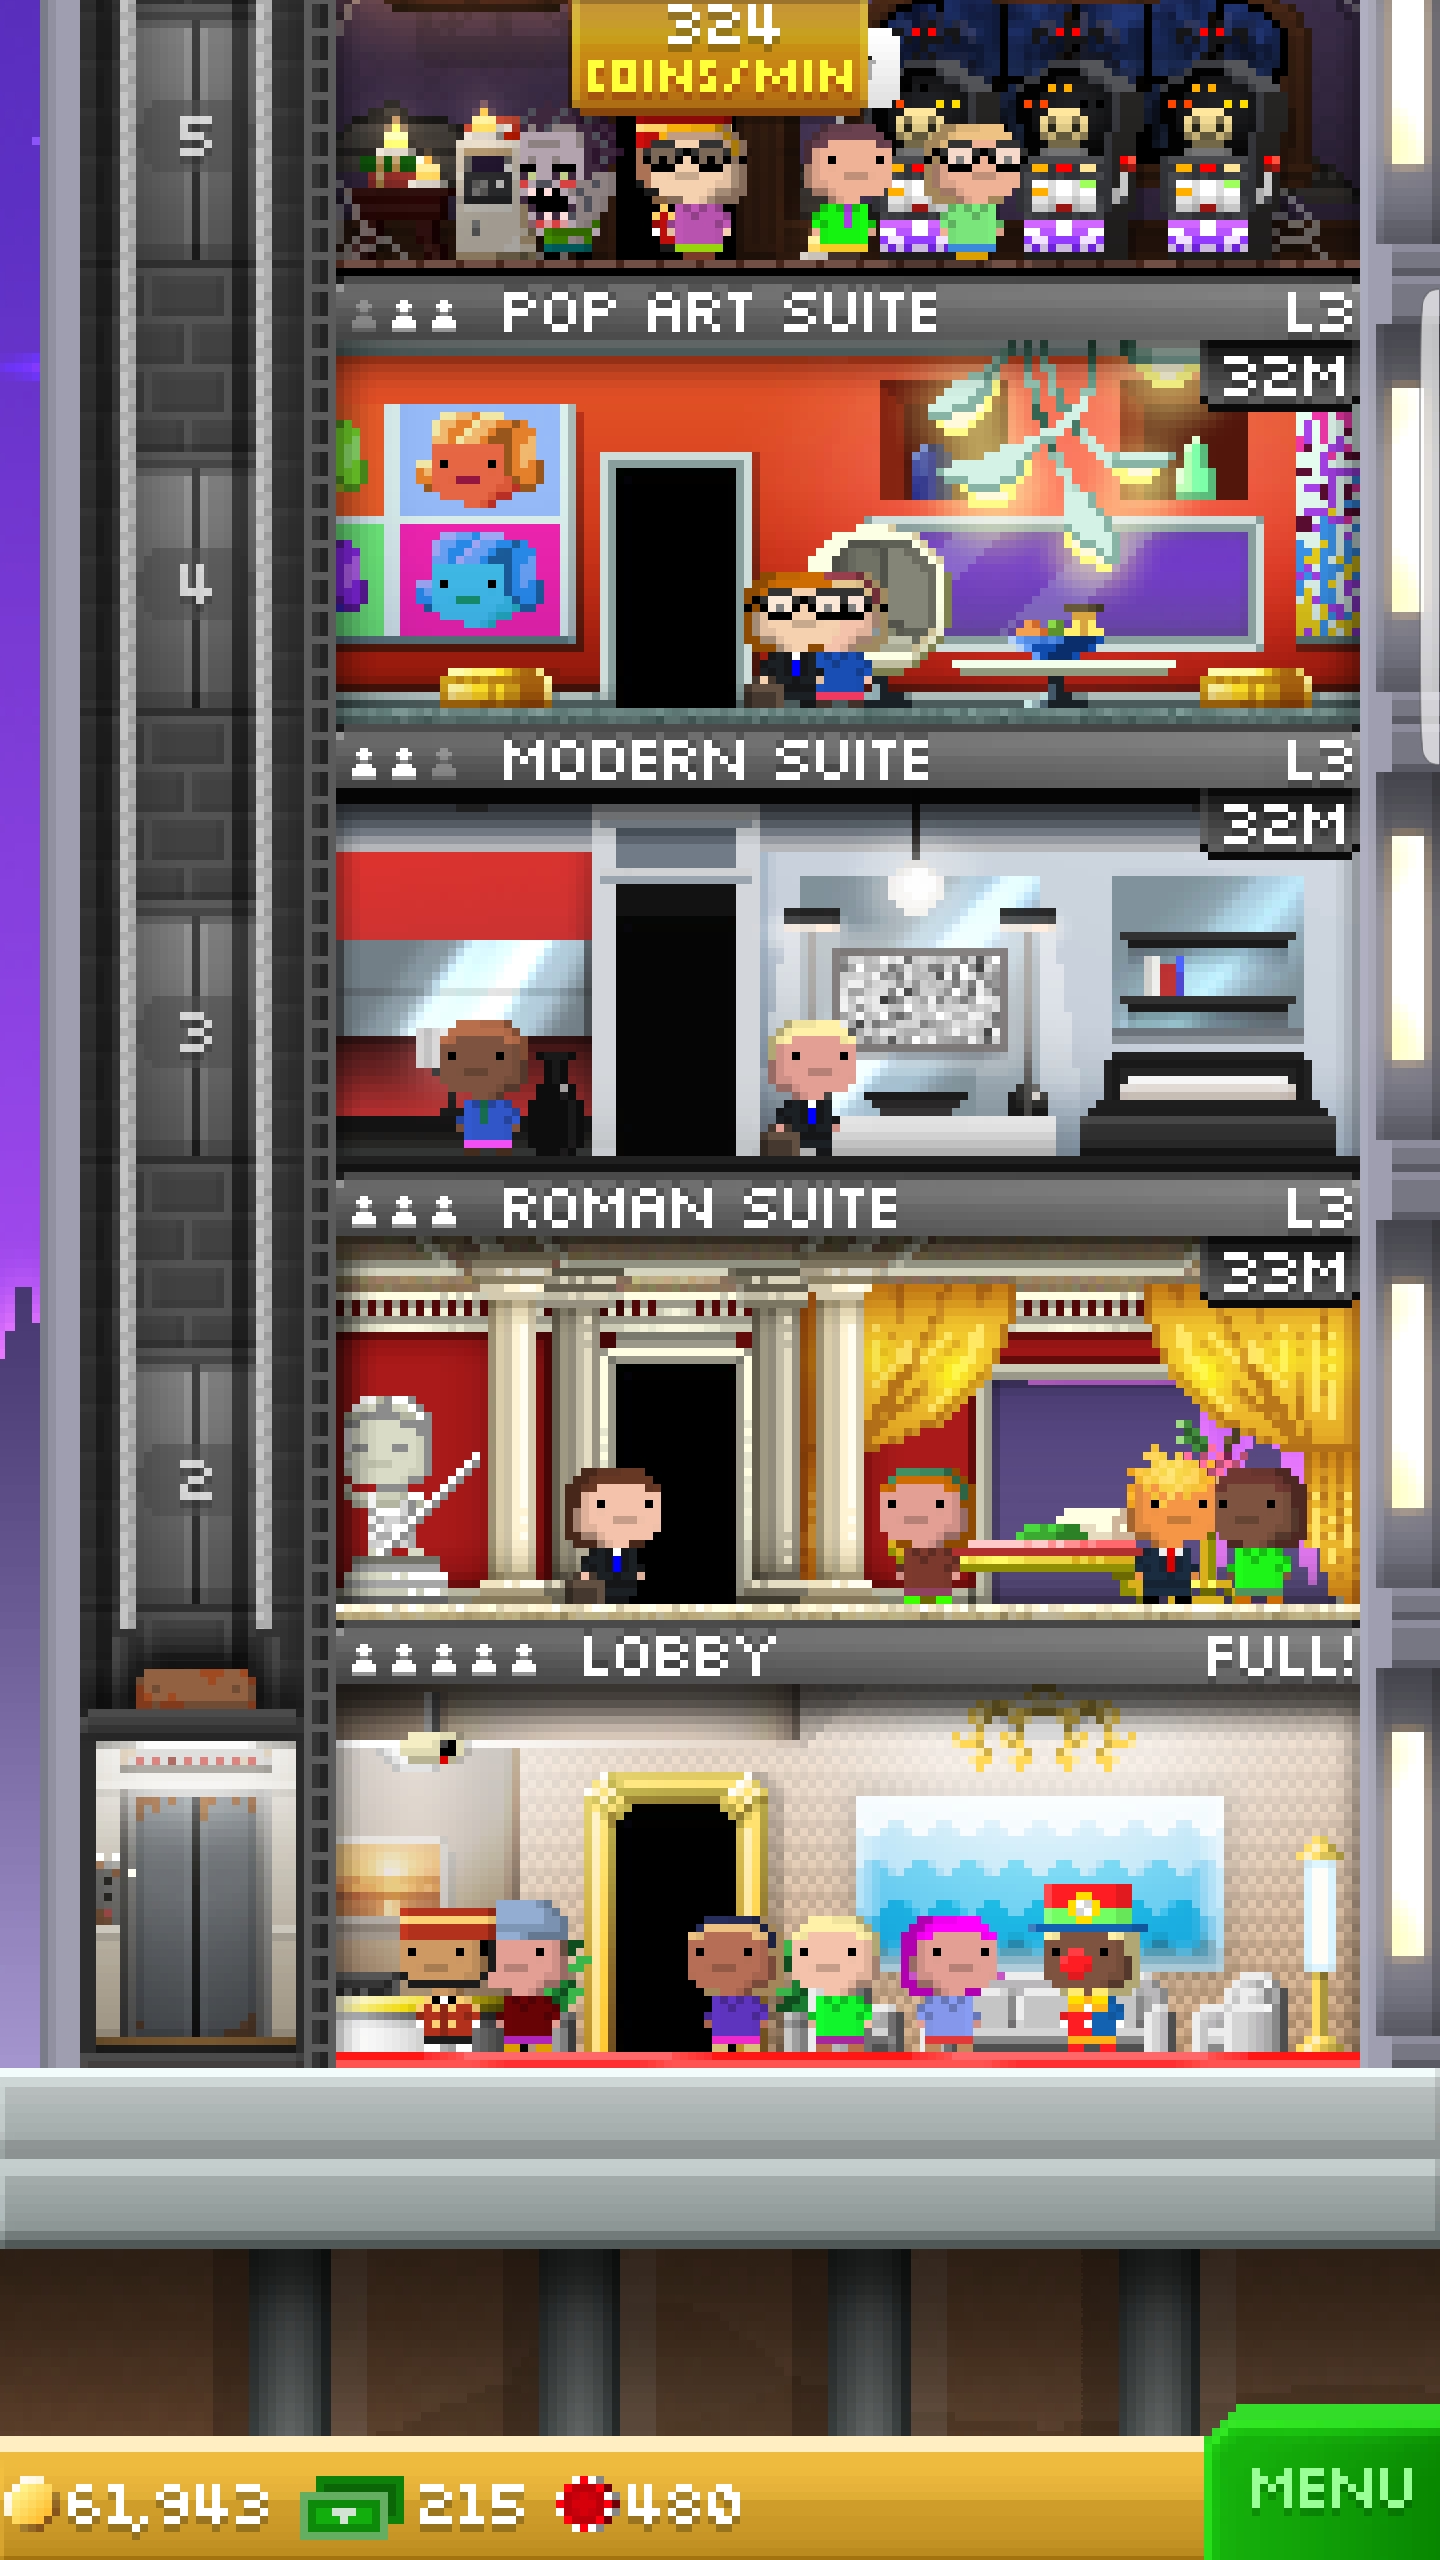 324
COINS/MIN
5
POP ART SUITE L3
32M
4
MODERN SUITE L3
32M
3
ROMAN SUITE L3
33M
2
LOBBY FULL!
61,943 215 480 MENU